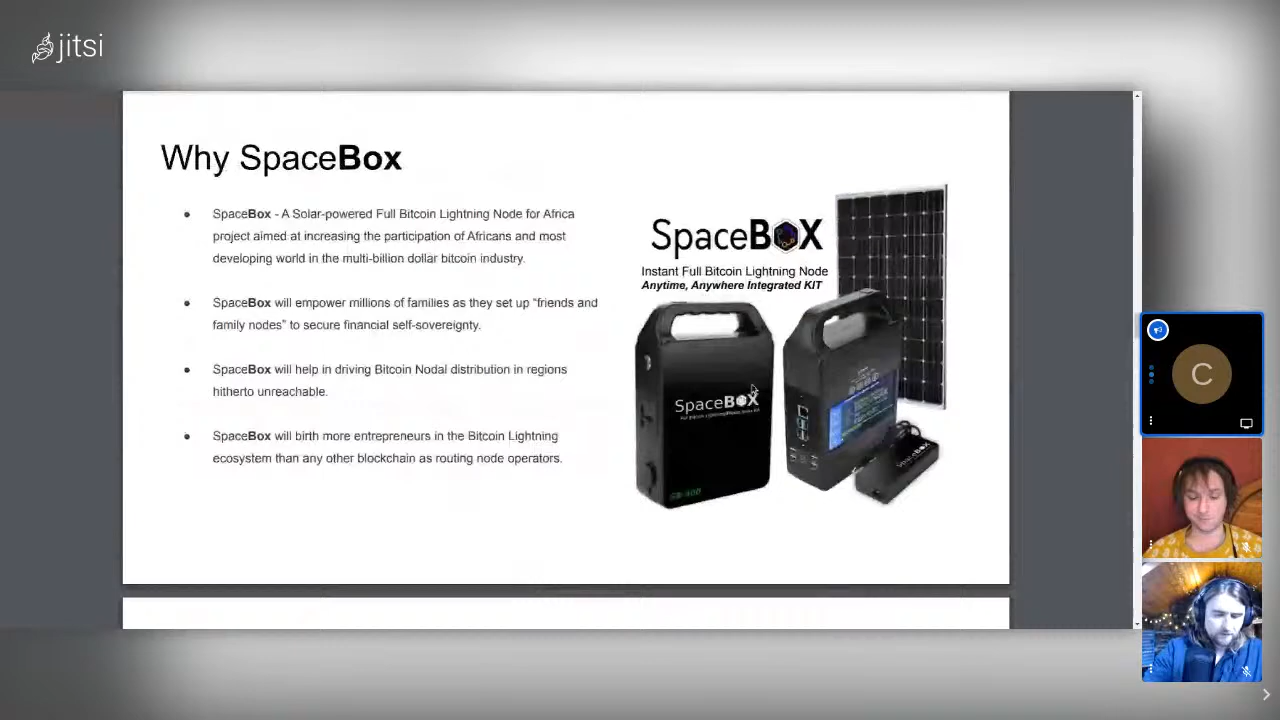 jitsi
Why SpaceBox
SpaceBox - A Solar-powered Full Bitcoin Lightning Node for Africa
project aimed at increasing the participation of Africans and most
developing world in the multi-billion dollar bitcoin industry.
SpaceBox will empower millions of families as they set up “friends and
family nodes” to secure financial self-sovereignty.
SpaceBox will help in driving Bitcoin Nodal distribution in regions
hitherto unreachable.
SpaceBox will birth more entrepreneurs in the Bitcoin Lightning
ecosystem than any other blockchain as routing node operators.
SpaceBOX
Instant Full Bitcoin Lightning Node
Anytime, Anywhere Integrated KIT
SpaceBOX
SpaceBOX
C